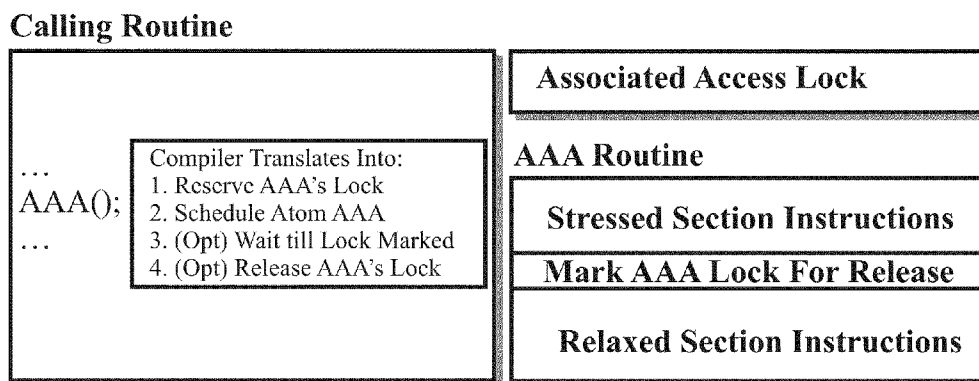 Calling Routine
...
AAA();
...
Compiler Translates Into:
1. Reserve AAA's Lock
2. Schedule Atom AAA
3. (Opt) Wait till Lock Marked
4. (Opt) Release AAA's Lock
Associated Access Lock
AAA Routine
Stressed Section Instructions
Mark AAA Lock For Release
Relaxed Section Instructions